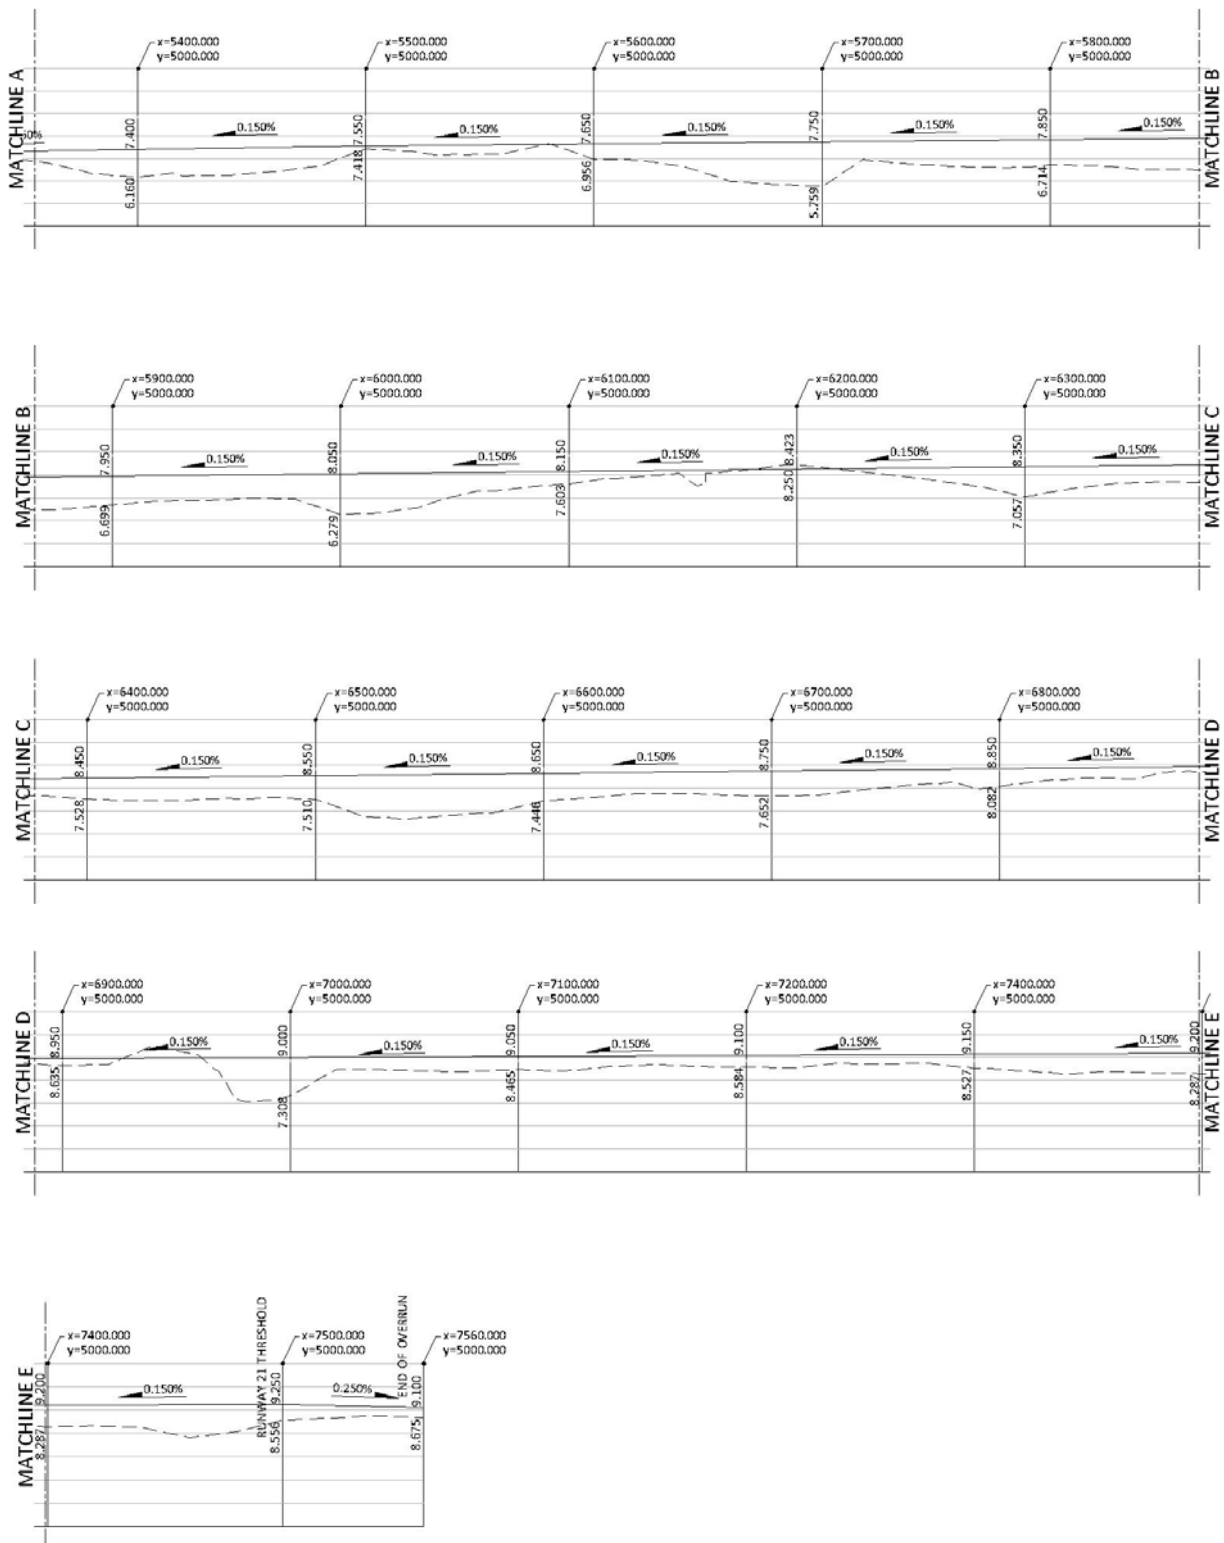 MATCHLINE A
x=5400.000
y=5000.000
x=5500.000
y=5000.000
x=5600.000
y=5000.000
x=5700.000
y=5000.000
x=5800.000
y=5000.000
MATCHLINE B
7.400
0.150%
7.550
0.150%
7.650
0.150%
7.750
0.150%
7.850
0.150%
6.160
7.418
6.956
5.759
6.714
MATCHLINE B
x=5900.000
y=5000.000
x=6000.000
y=5000.000
x=6100.000
y=5000.000
x=6200.000
y=5000.000
x=6300.000
y=5000.000
MATCHLINE C
7.950
0.150%
8.050
0.150%
8.150
0.150%
8.423
0.150%
8.350
0.150%
6.699
6.279
7.603
8.250
7.057
MATCHLINE C
x=6400.000
y=5000.000
x=6500.000
y=5000.000
x=6600.000
y=5000.000
x=6700.000
y=5000.000
x=6800.000
y=5000.000
MATCHLINE D
8.450
0.150%
8.550
0.150%
8.650
0.150%
8.750
0.150%
8.850
0.150%
7.528
7.510
7.446
7.652
8.082
MATCHLINE D
x=6900.000
y=5000.000
x=7000.000
y=5000.000
x=7100.000
y=5000.000
x=7200.000
y=5000.000
x=7400.000
y=5000.000
MATCHLINE E
8.950
0.150%
9.000
0.150%
9.050
0.150%
9.100
0.150%
9.150
0.150%
9.200
8.635
7.308
8.465
8.584
8.527
8.287
MATCHLINE E
x=7400.000
y=5000.000
RUNWAY 21 THRESHOLD
x=7500.000
y=5000.000
END OF OVERRUN
x=7560.000
y=5000.000
9.200
0.150%
9.250
0.250%
9.100
8.287
8.556
8.675